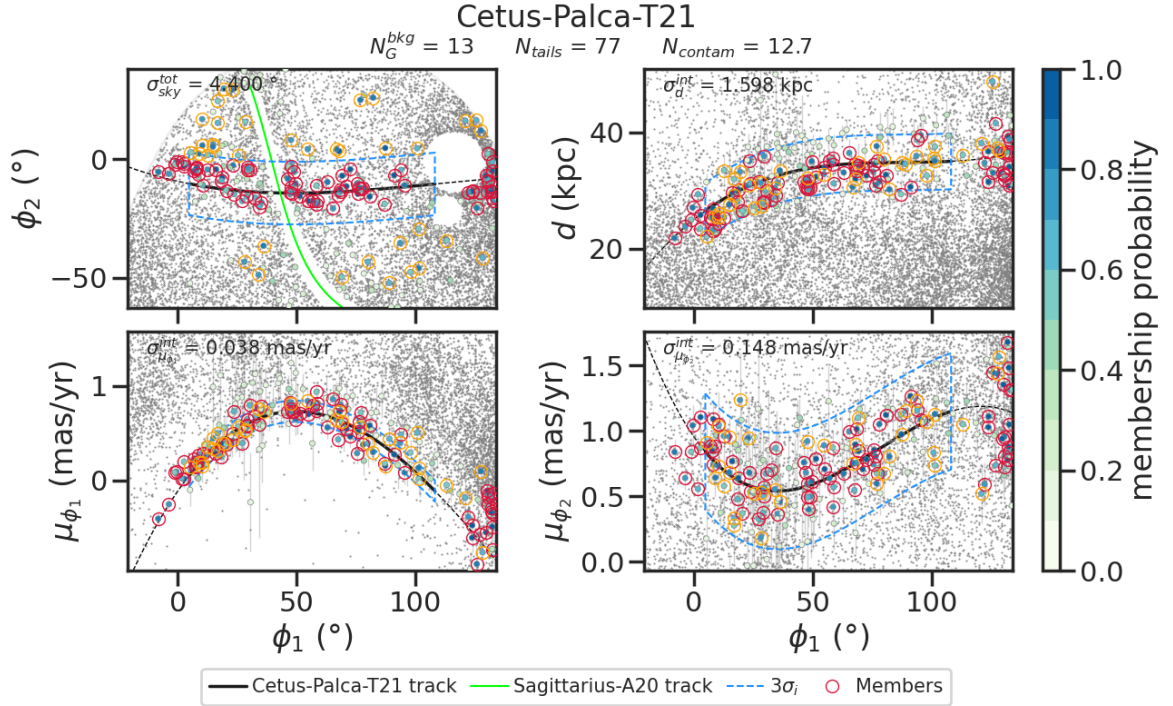 Cetus-Palca-T21
N_G^bkg = 13 N_tails = 77 N_contam = 12.7
σ_sky^tot = 4.400 °
ϕ2 (°)
0
−50
σ_d^int = 1.598 kpc
d (kpc)
40
20
σ_μϕ1^int = 0.038 mas/yr
μϕ1 (mas/yr)
1
0
0 50 100
ϕ1 (°)
σ_μϕ2^int = 0.148 mas/yr
μϕ2 (mas/yr)
1.5
1.0
0.5
0.0
0 50 100
ϕ1 (°)
1.0
0.8
0.6
0.4
0.2
0.0
membership probability
Cetus-Palca-T21 track Sagittarius-A20 track 3σi Members